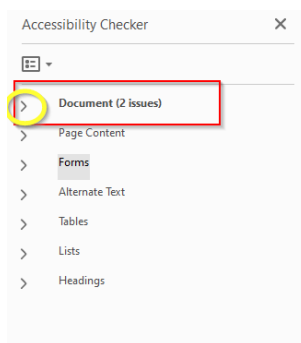 Accessibility Checker
Document (2 issues)
Page Content
Forms
Alternate Text
Tables
Lists
Headings